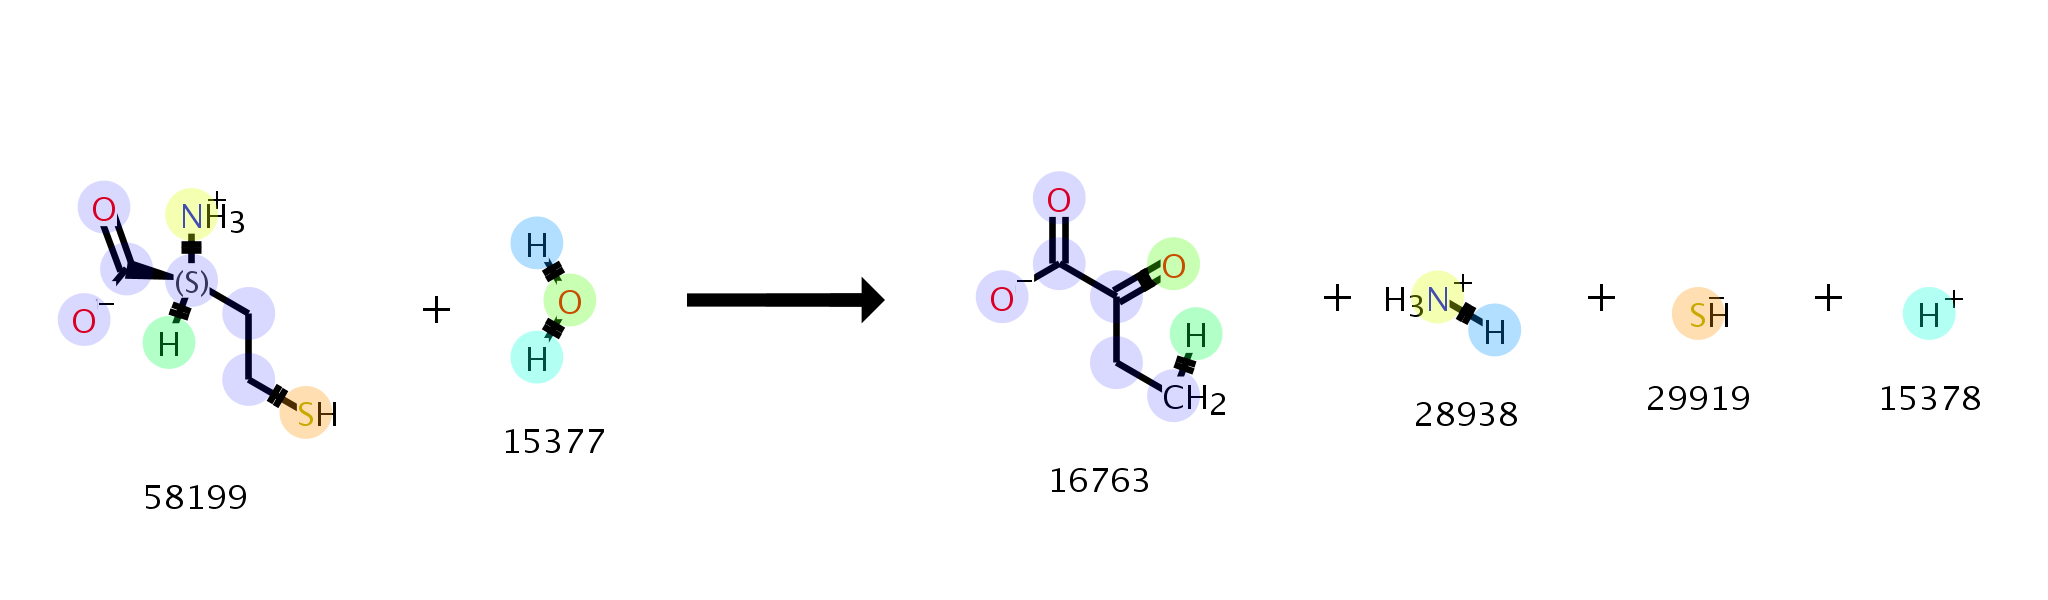 O NH3+
(S)
O−
H
SH
58199
+
H
O
H
15377
O
O
O−
H
CH2
16763
+
H3N+
H
28938
+
SH−
29919
+
H+
15378